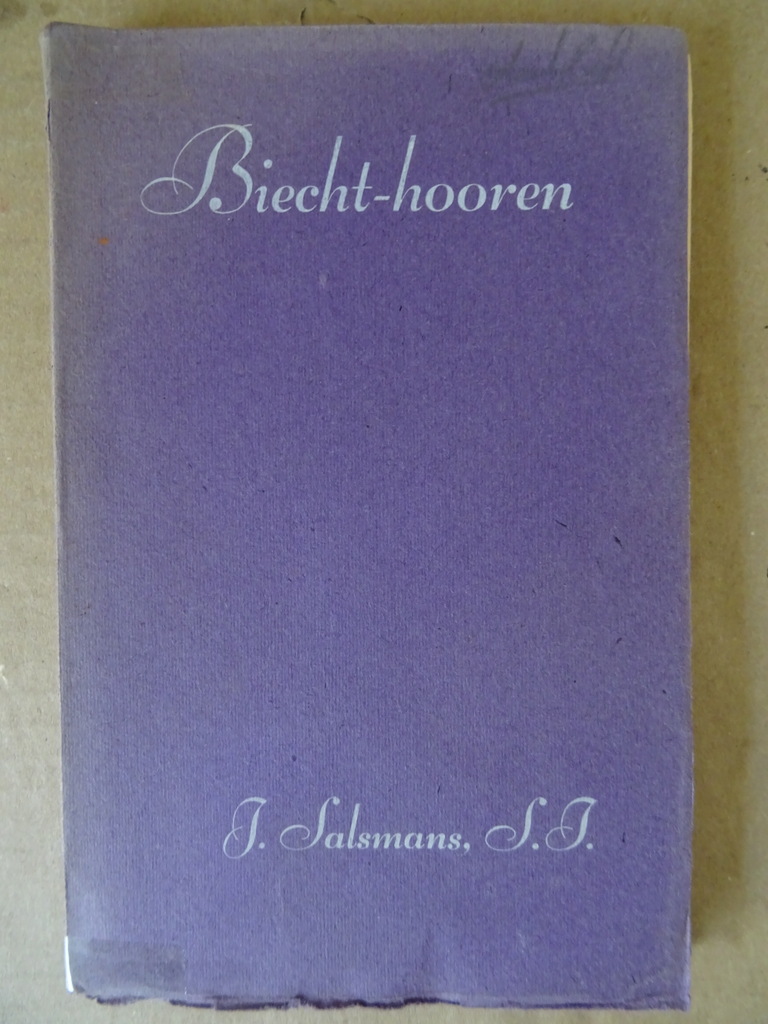 Biecht-hooren
J. Salsmans, S.J.